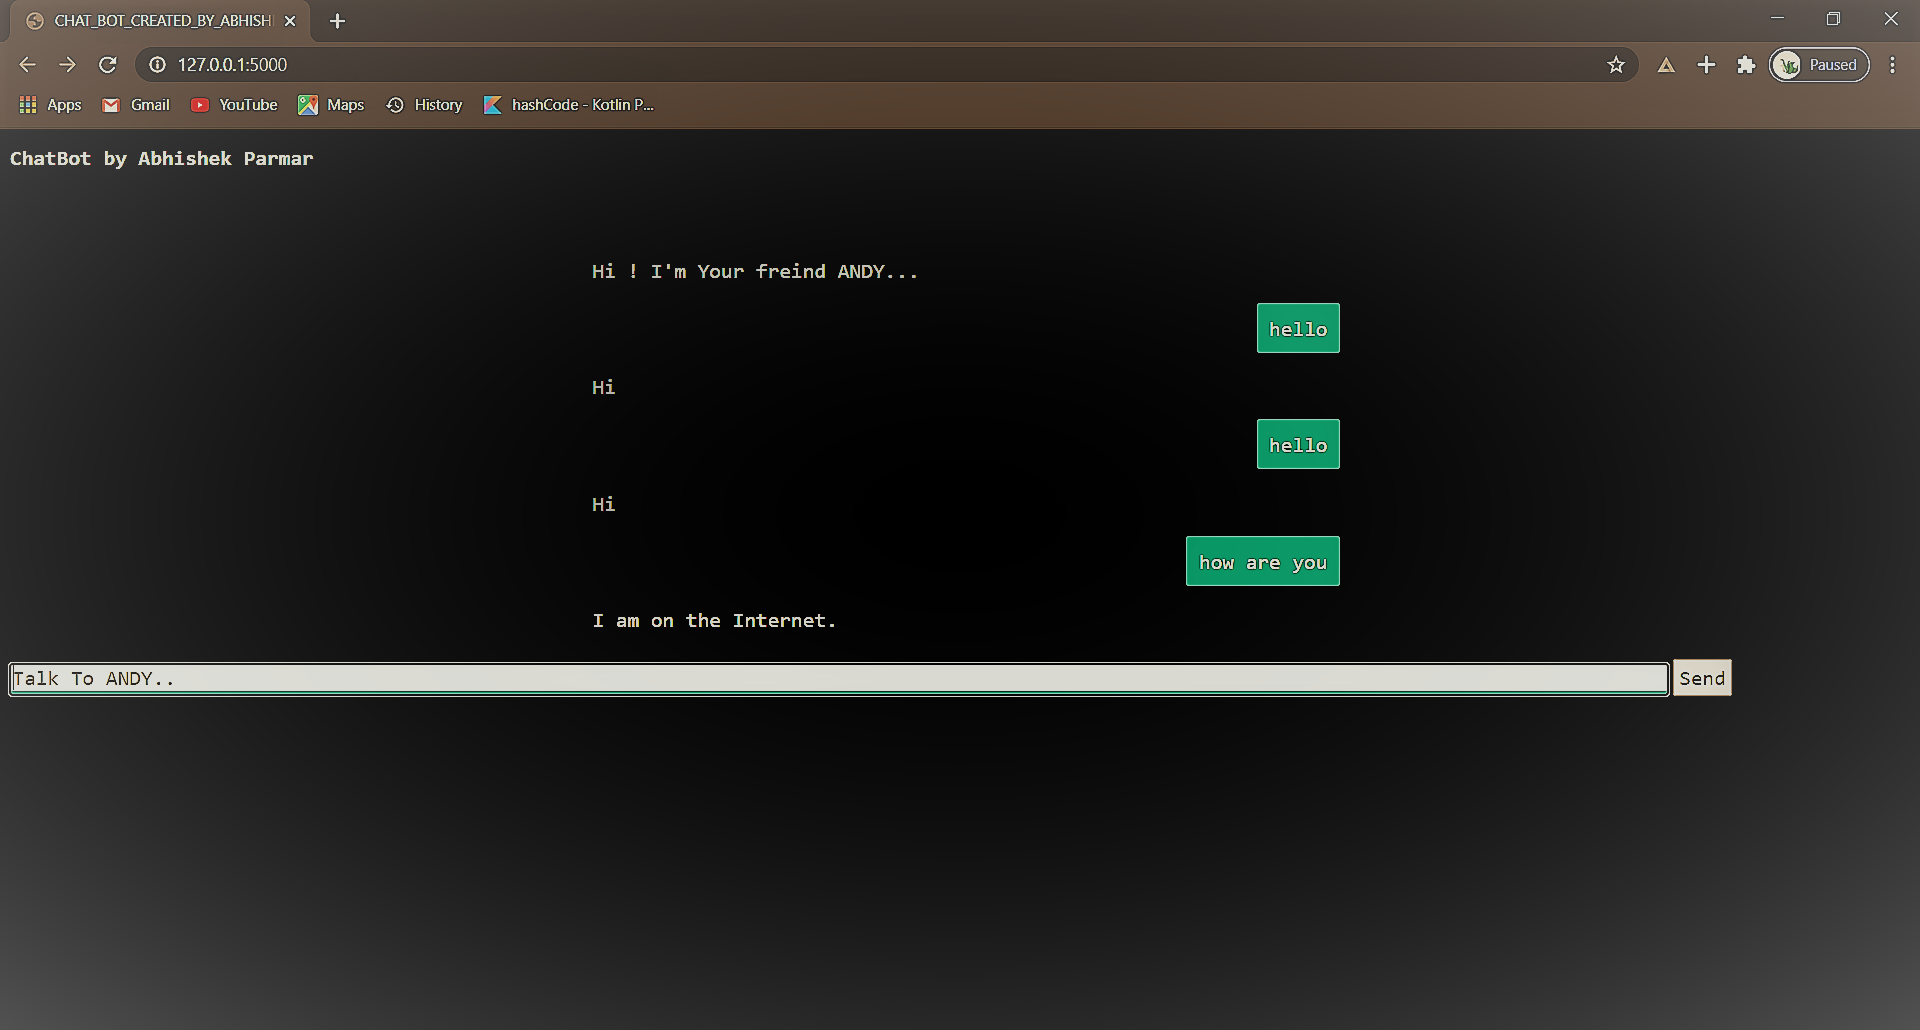 CHAT_BOT_CREATED_BY_ABHISH
127.0.0.1:5000
Paused
Apps Gmail YouTube Maps History hashCode - Kotlin P...
ChatBot by Abhishek Parmar
Hi ! I'm Your freind ANDY...
hello
Hi
hello
Hi
how are you
I am on the Internet.
Talk To ANDY.. Send